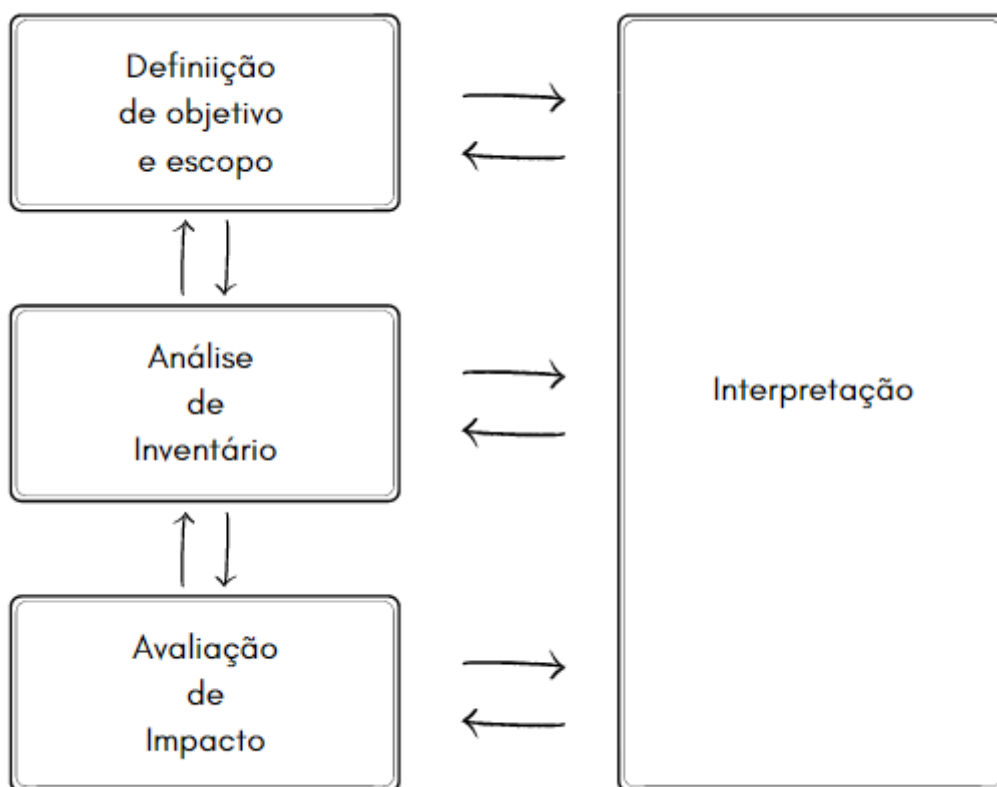 Definiição
de objetivo
e escopo
Análise
de
Inventário
Avaliação
de
Impacto
Interpretação